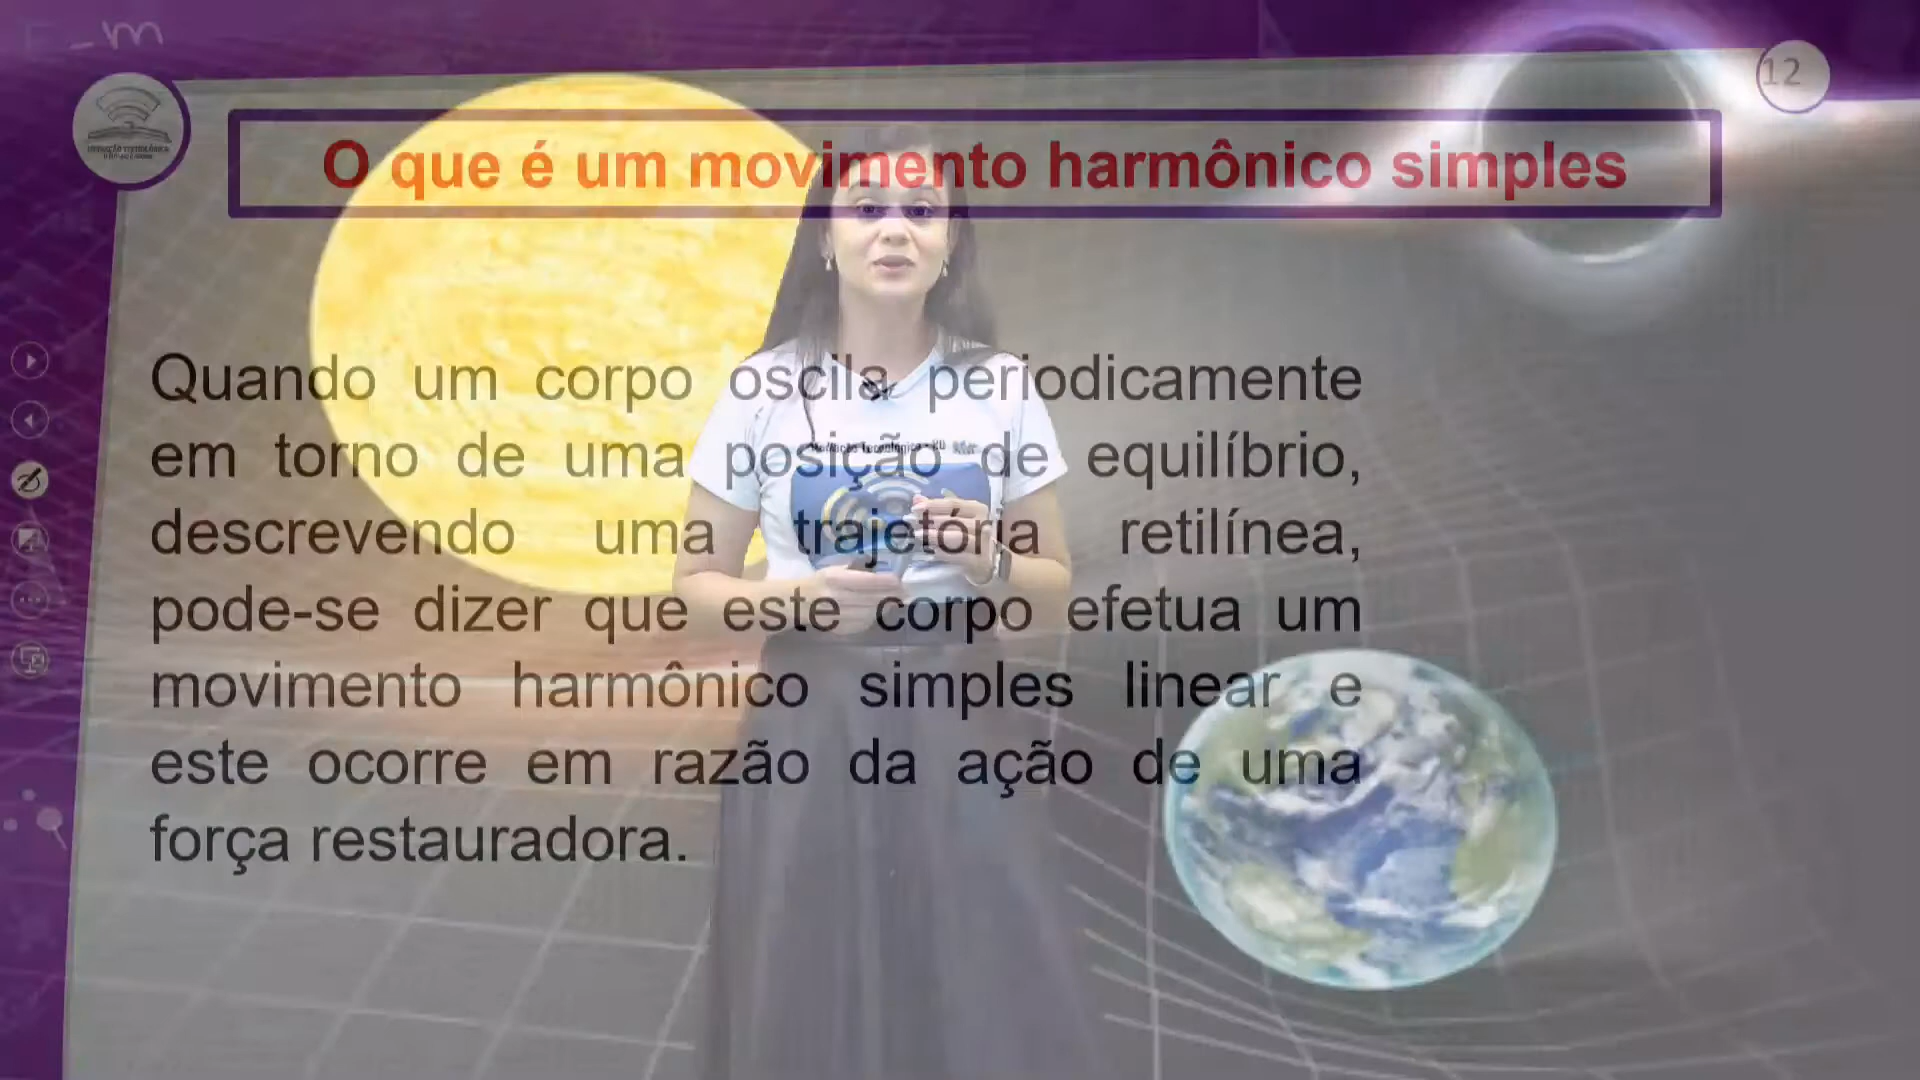 12
O que é um movimento harmônico simples
Quando um corpo oscila periodicamente
em torno de uma posição de equilíbrio,
descrevendo uma trajetória retilínea,
pode-se dizer que este corpo efetua um
movimento harmônico simples linear e
este ocorre em razão da ação de uma
força restauradora.